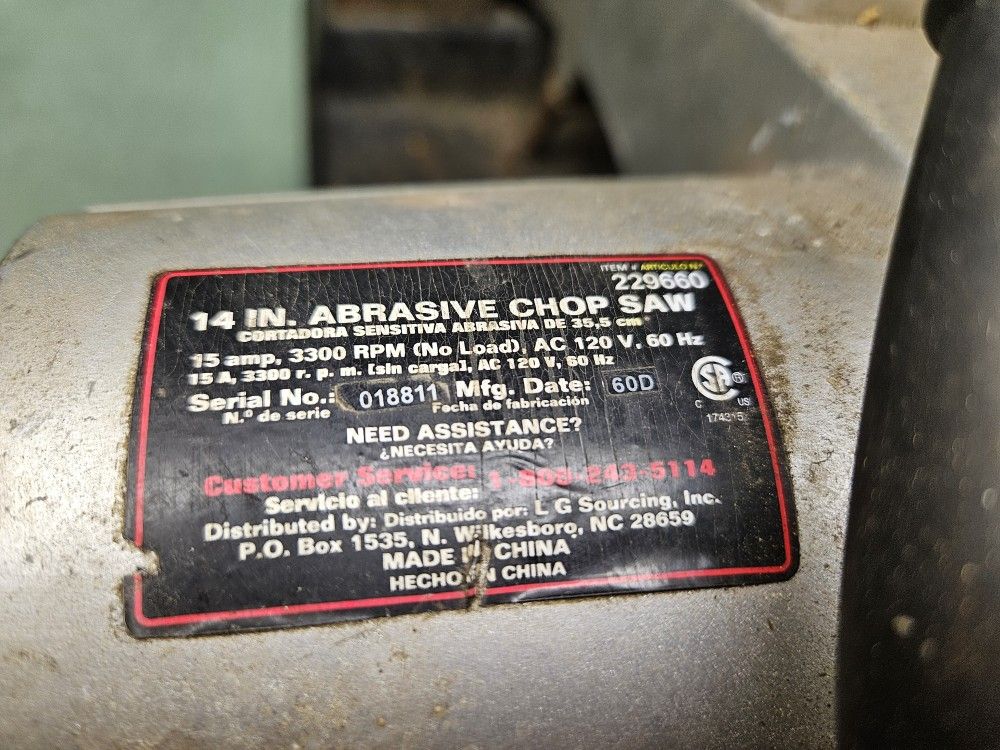 ITEM # ARTÍCULO N.º
229660
14 IN. ABRASIVE CHOP SAW
CORTADORA SENSITIVA ABRASIVA DE 35,5 cm
15 amp, 3300 RPM (No Load), AC 120 V, 60 Hz
15 A, 3300 r. p. m. [sin carga], AC 120 V, 60 Hz
Serial No.: 018811 Mfg. Date: 60D
N.º de serie Fecha de fabricación
C US
174315
NEED ASSISTANCE?
¿NECESITA AYUDA?
Customer Service: 1-800-243-5114
Servicio al cliente:
Distributed by: Distribuido por: L G Sourcing, Inc.
P.O. Box 1535, N. Wilkesboro, NC 28659
MADE IN CHINA
HECHO EN CHINA